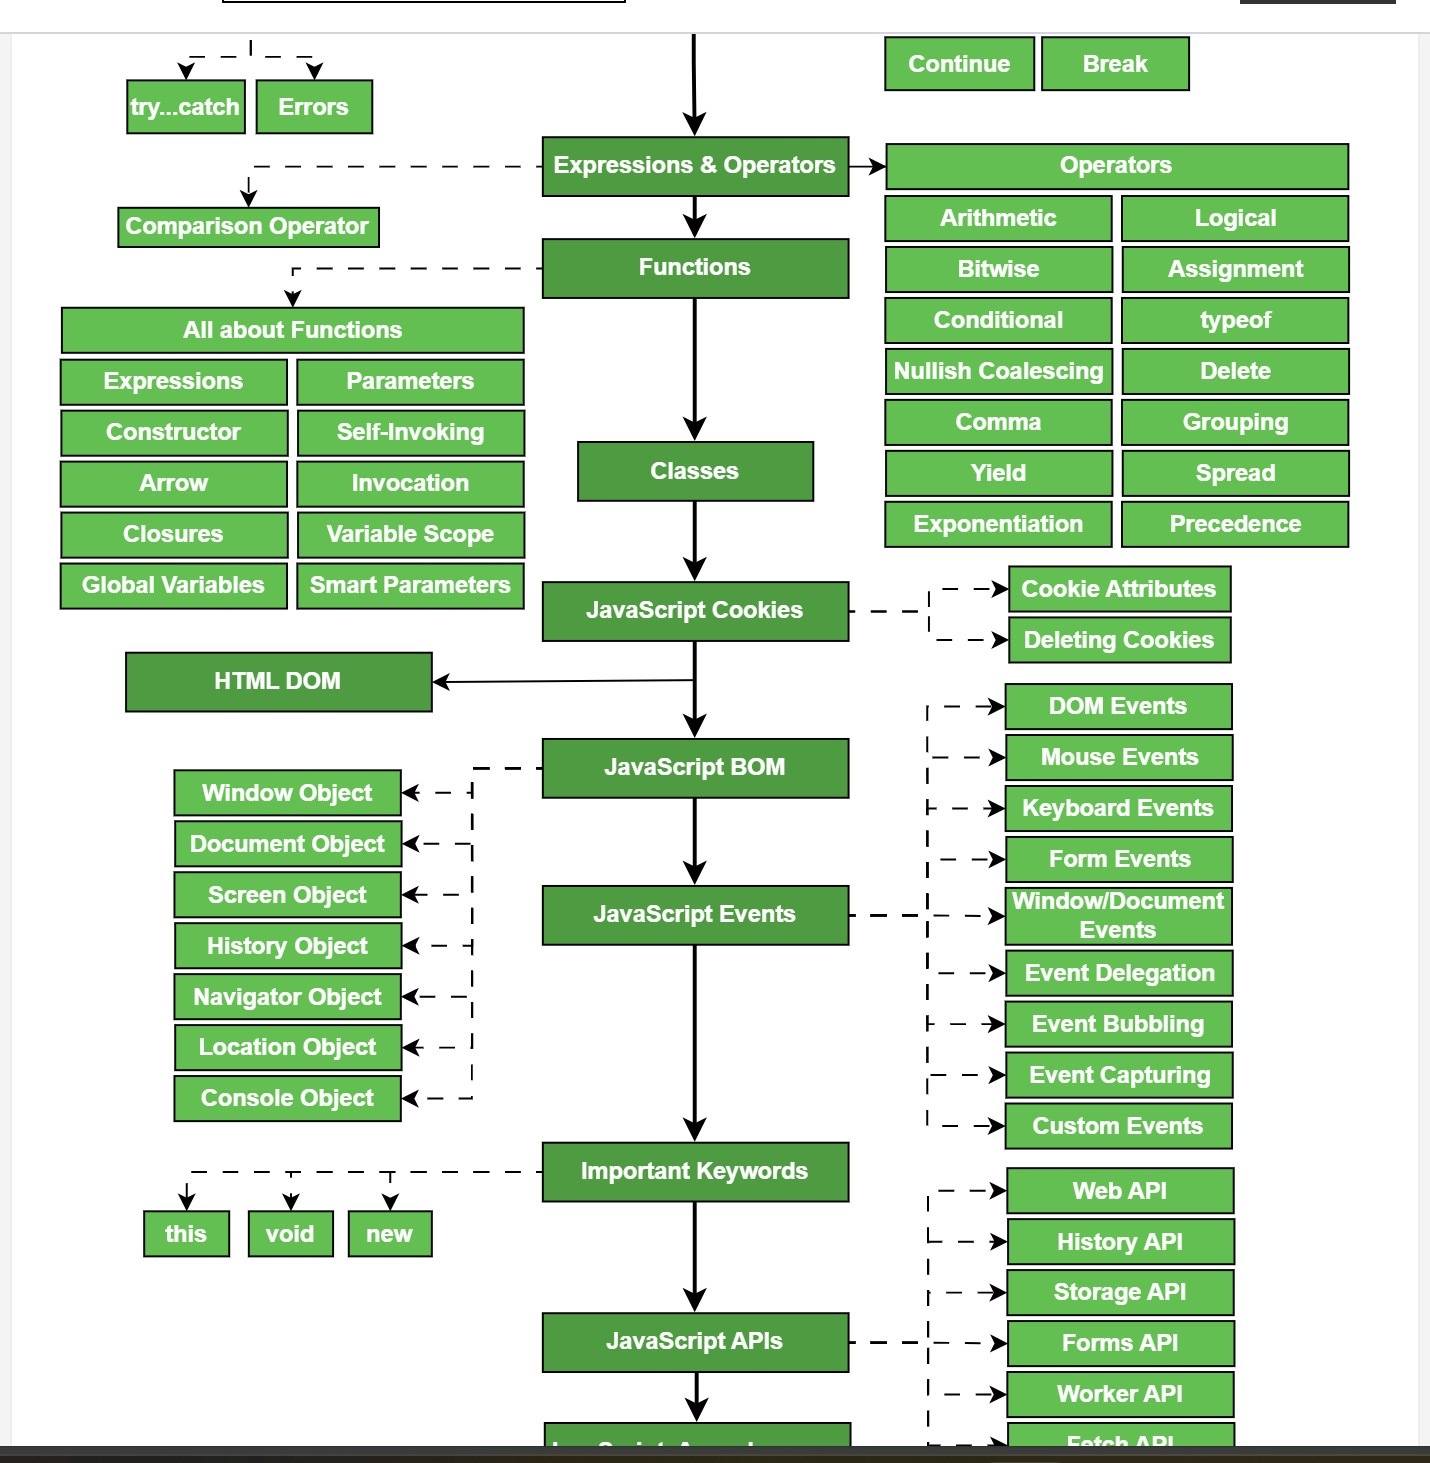 Continue
Break
try...catch
Errors
Expressions & Operators
Operators
Comparison Operator
Arithmetic
Logical
Functions
Bitwise
Assignment
Conditional
typeof
All about Functions
Nullish Coalescing
Delete
Expressions
Parameters
Comma
Grouping
Constructor
Self-Invoking
Classes
Yield
Spread
Arrow
Invocation
Exponentiation
Precedence
Closures
Variable Scope
Global Variables
Smart Parameters
JavaScript Cookies
Cookie Attributes
Deleting Cookies
HTML DOM
DOM Events
JavaScript BOM
Mouse Events
Window Object
Keyboard Events
Document Object
Form Events
Screen Object
JavaScript Events
Window/Document
Events
History Object
Event Delegation
Navigator Object
Event Bubbling
Location Object
Event Capturing
Console Object
Custom Events
Important Keywords
Web API
this
void
new
History API
Storage API
JavaScript APIs
Forms API
Worker API
Fetch API